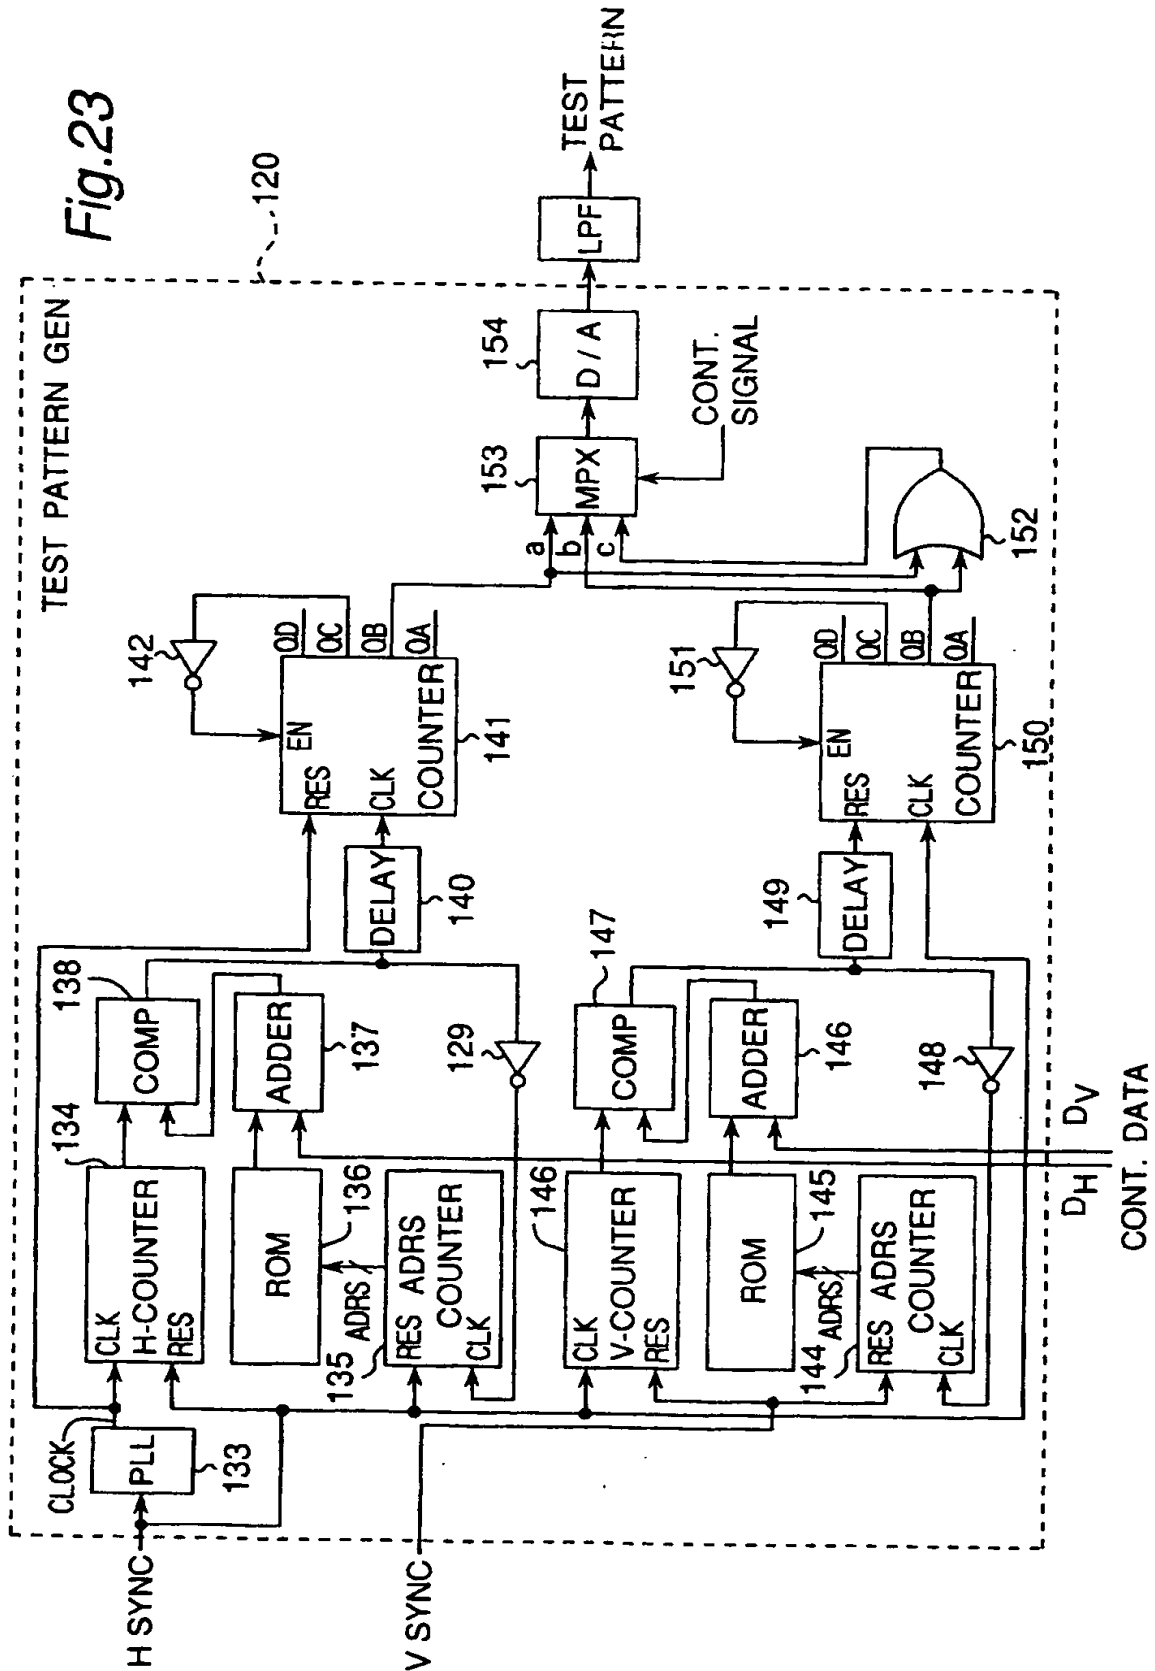 Fig.23
TEST PATTERN GEN
120
H SYNC
V SYNC
CLOCK
PLL
133
134
CLK
H-COUNTER
RES
138
COMP
ROM
136
ADDER
137
135
ADRS
RES ADRS
COUNTER
CLK
129
DELAY
140
142
RES
EN
CLK
COUNTER
141
QD
QC
QB
QA
146
CLK
V-COUNTER
RES
147
COMP
ROM
145
ADDER
146
144
ADRS
RES ADRS
COUNTER
CLK
148
149
DELAY
151
RES
EN
CLK
COUNTER
150
QD
QC
QB
QA
a
b
c
152
153
MPX
CONT.
SIGNAL
154
D/A
LPF
TEST
PATTERN
DH
DV
CONT. DATA